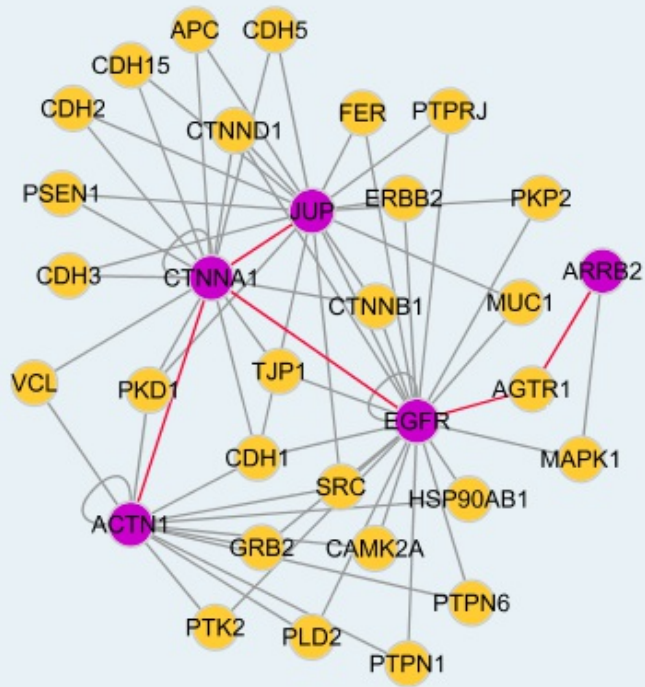 APC
CDH5
CDH15
CDH2
CTNND1
FER
PTPRJ
PSEN1
JUP
ERBB2
PKP2
CDH3
CTNNA1
ARRB2
CTNNB1
MUC1
VCL
PKD1
TJP1
AGTR1
EGFR
CDH1
MAPK1
SRC
HSP90AB1
ACTN1
GRB2
CAMK2A
PTPN6
PTK2
PLD2
PTPN1